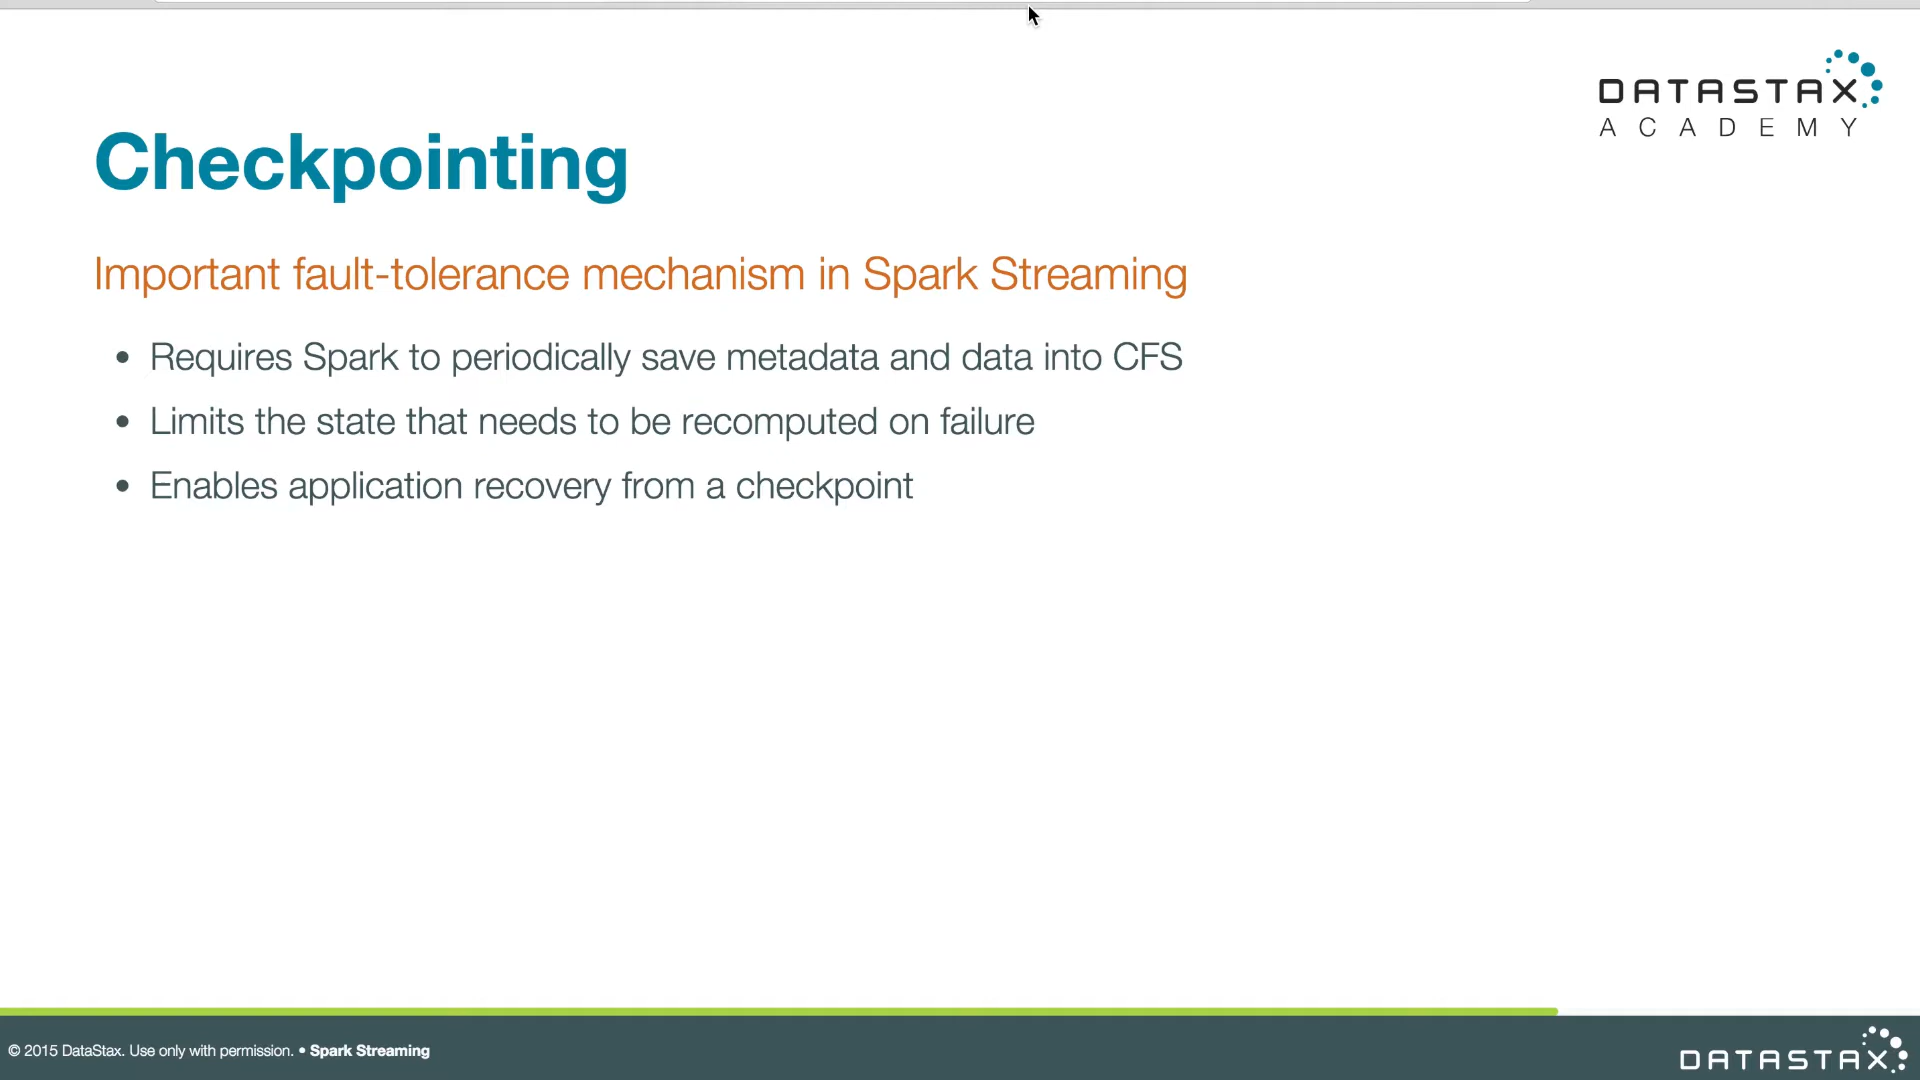 DATASTAX
ACADEMY
Checkpointing
Important fault-tolerance mechanism in Spark Streaming
• Requires Spark to periodically save metadata and data into CFS
• Limits the state that needs to be recomputed on failure
• Enables application recovery from a checkpoint
© 2015 DataStax. Use only with permission. • Spark Streaming
DATASTAX